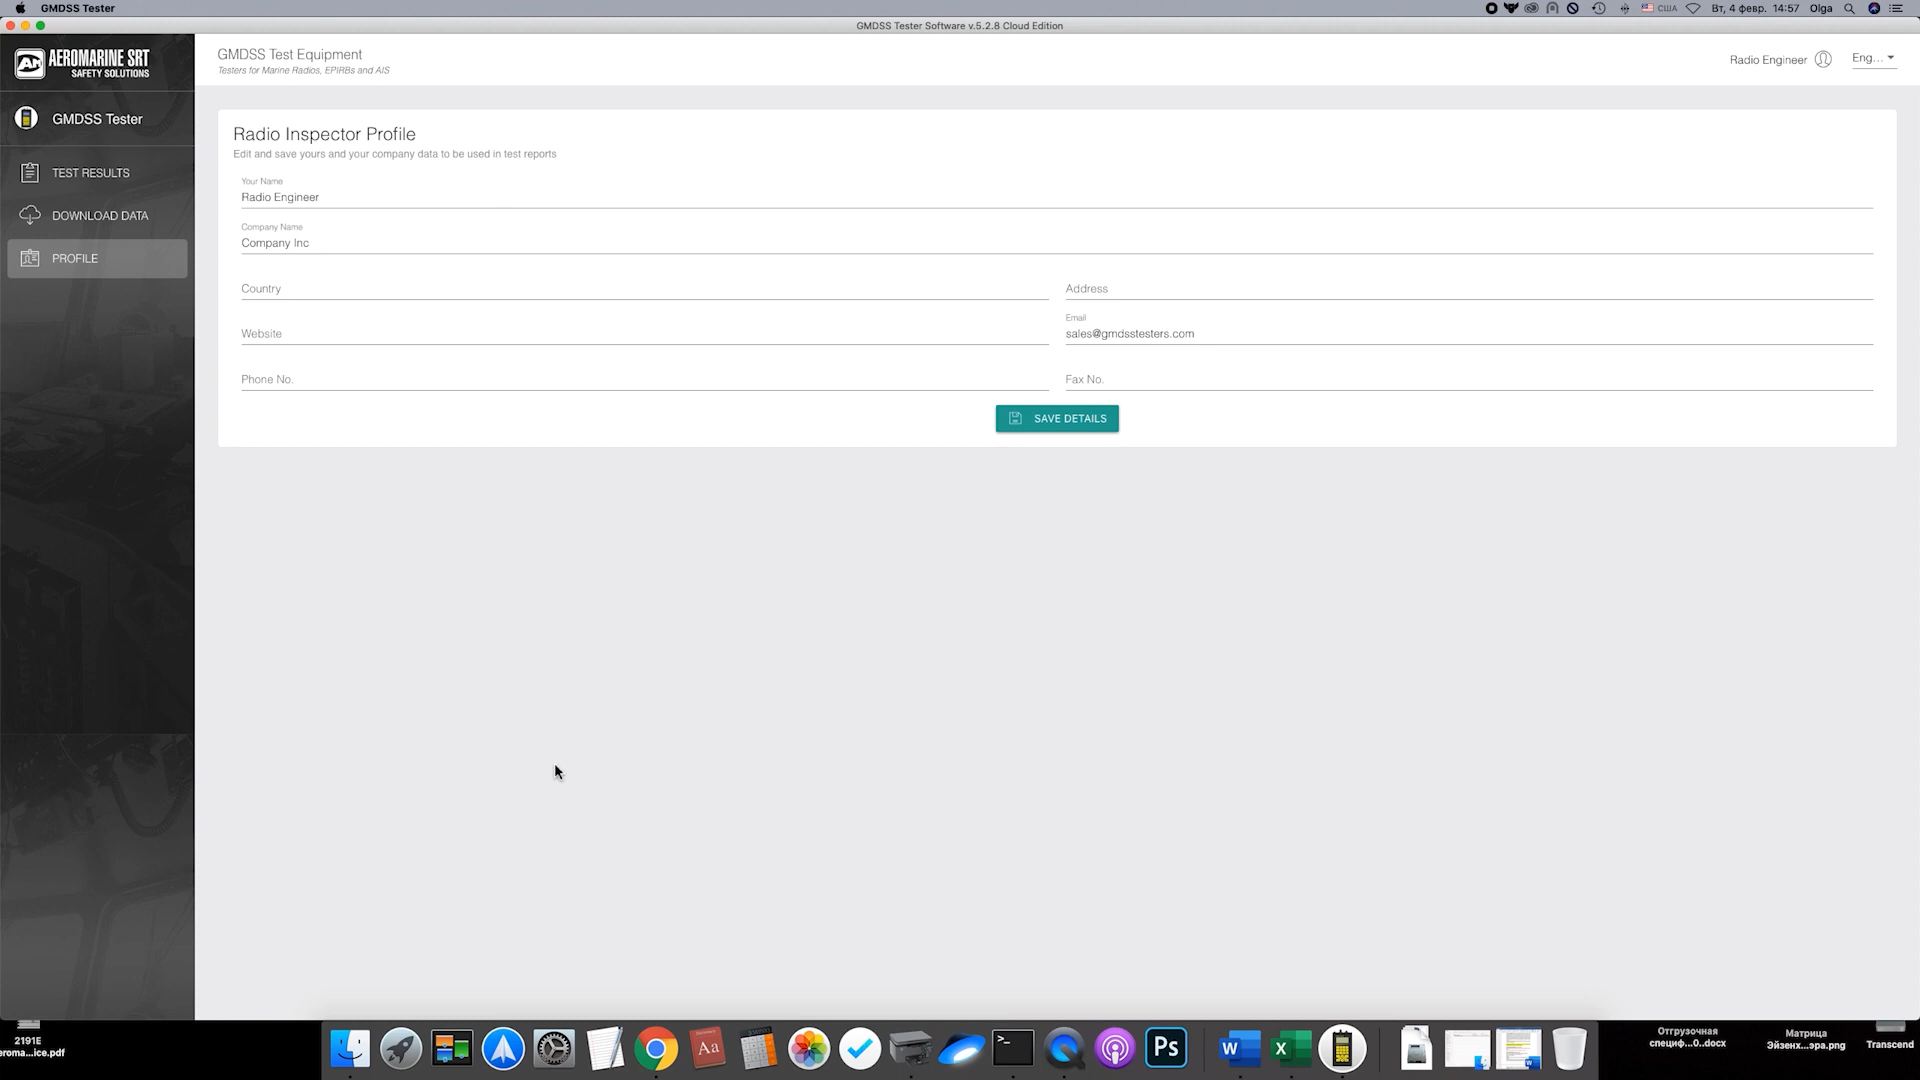 GMDSS Tester
США
Вт, 4 февр. 14:57
Olga
GMDSS Tester Software v.5.2.8 Cloud Edition
AEROMARINE SRT
SAFETY SOLUTIONS
GMDSS Test Equipment
Testers for Marine Radios, EPIRBs and AIS
Radio Engineer
Eng...
GMDSS Tester
TEST RESULTS
DOWNLOAD DATA
PROFILE
Radio Inspector Profile
Edit and save yours and your company data to be used in test reports
Your Name
Radio Engineer
Company Name
Company Inc
Country
Address
Website
Email
sales@gmdsstesters.com
Phone No.
Fax No.
SAVE DETAILS
2191E
eroma...ice.pdf
Aa
>_
Ps
W
X
Отгрузочная
специф...0..docx
Матрица
Эйзенх...эра.png
Transcend